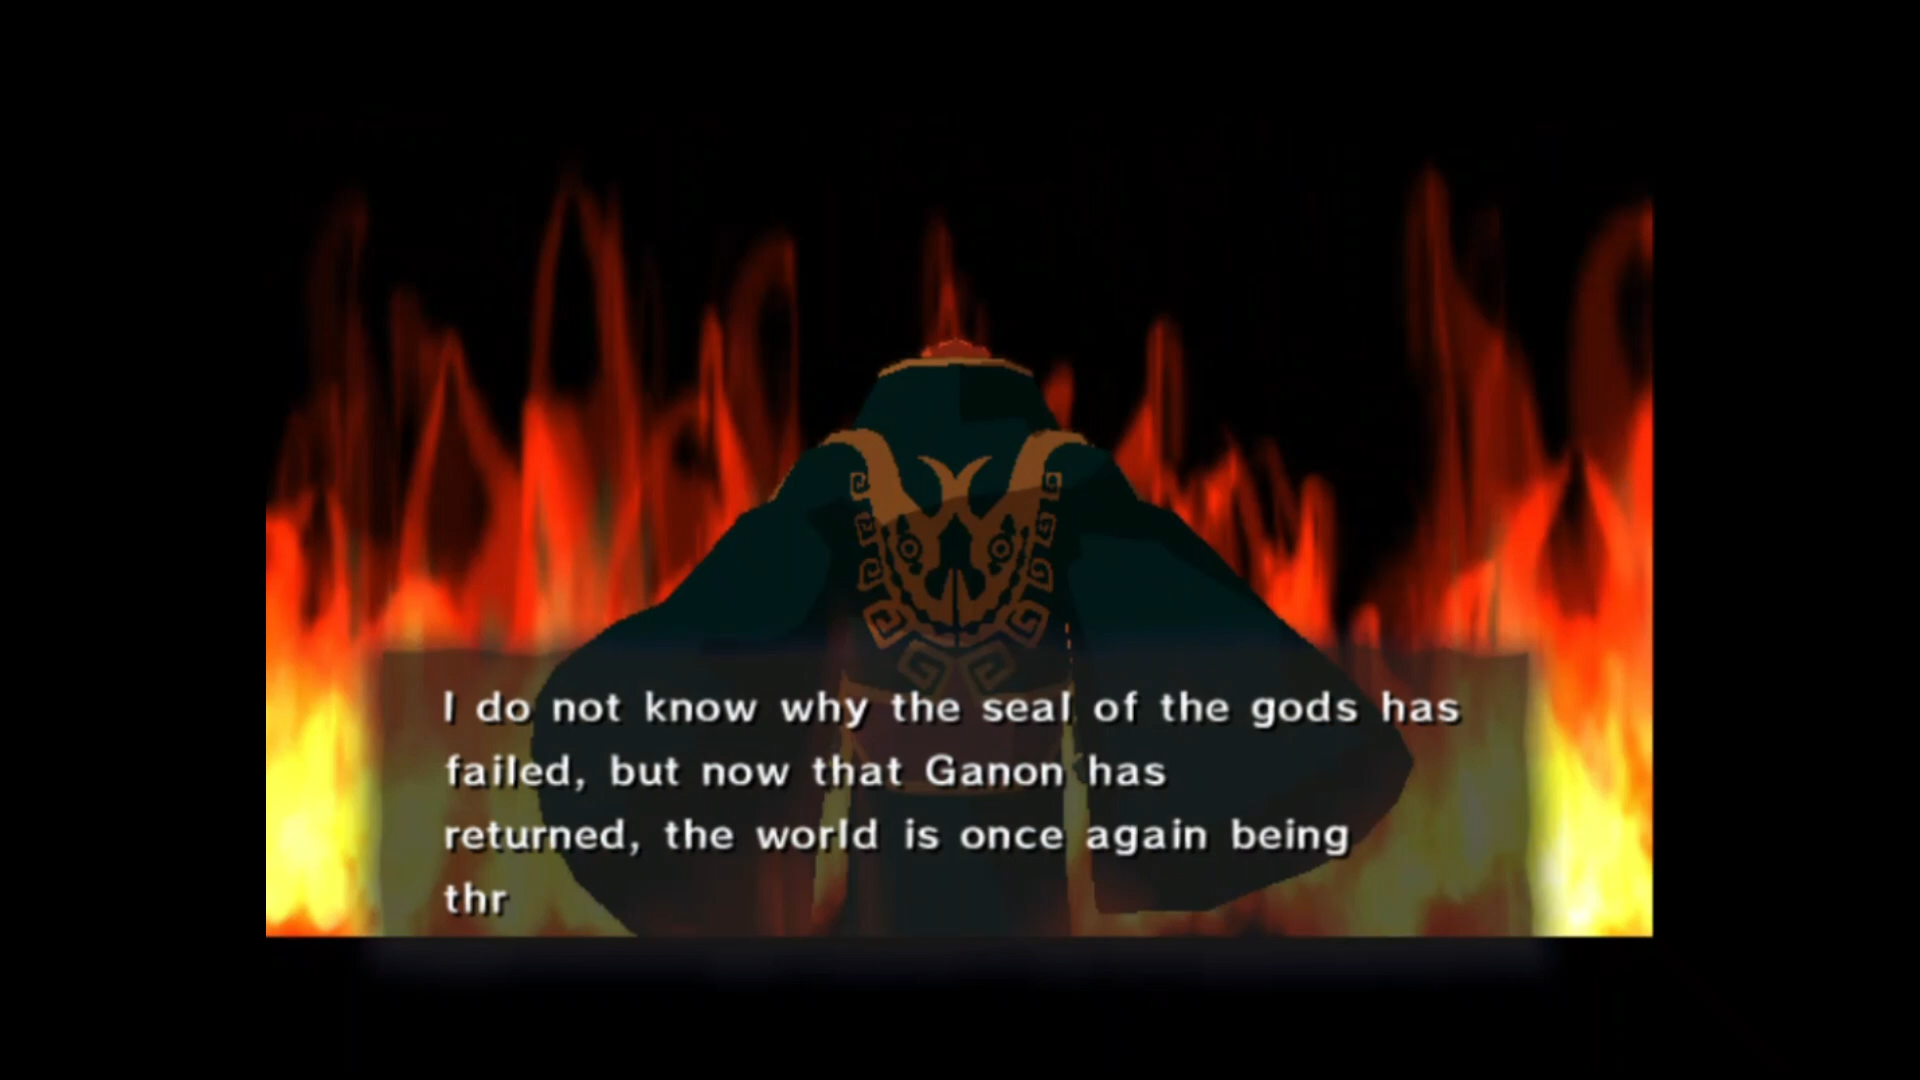 I do not know why the seal of the gods has
failed, but now that Ganon has
returned, the world is once again being
thr